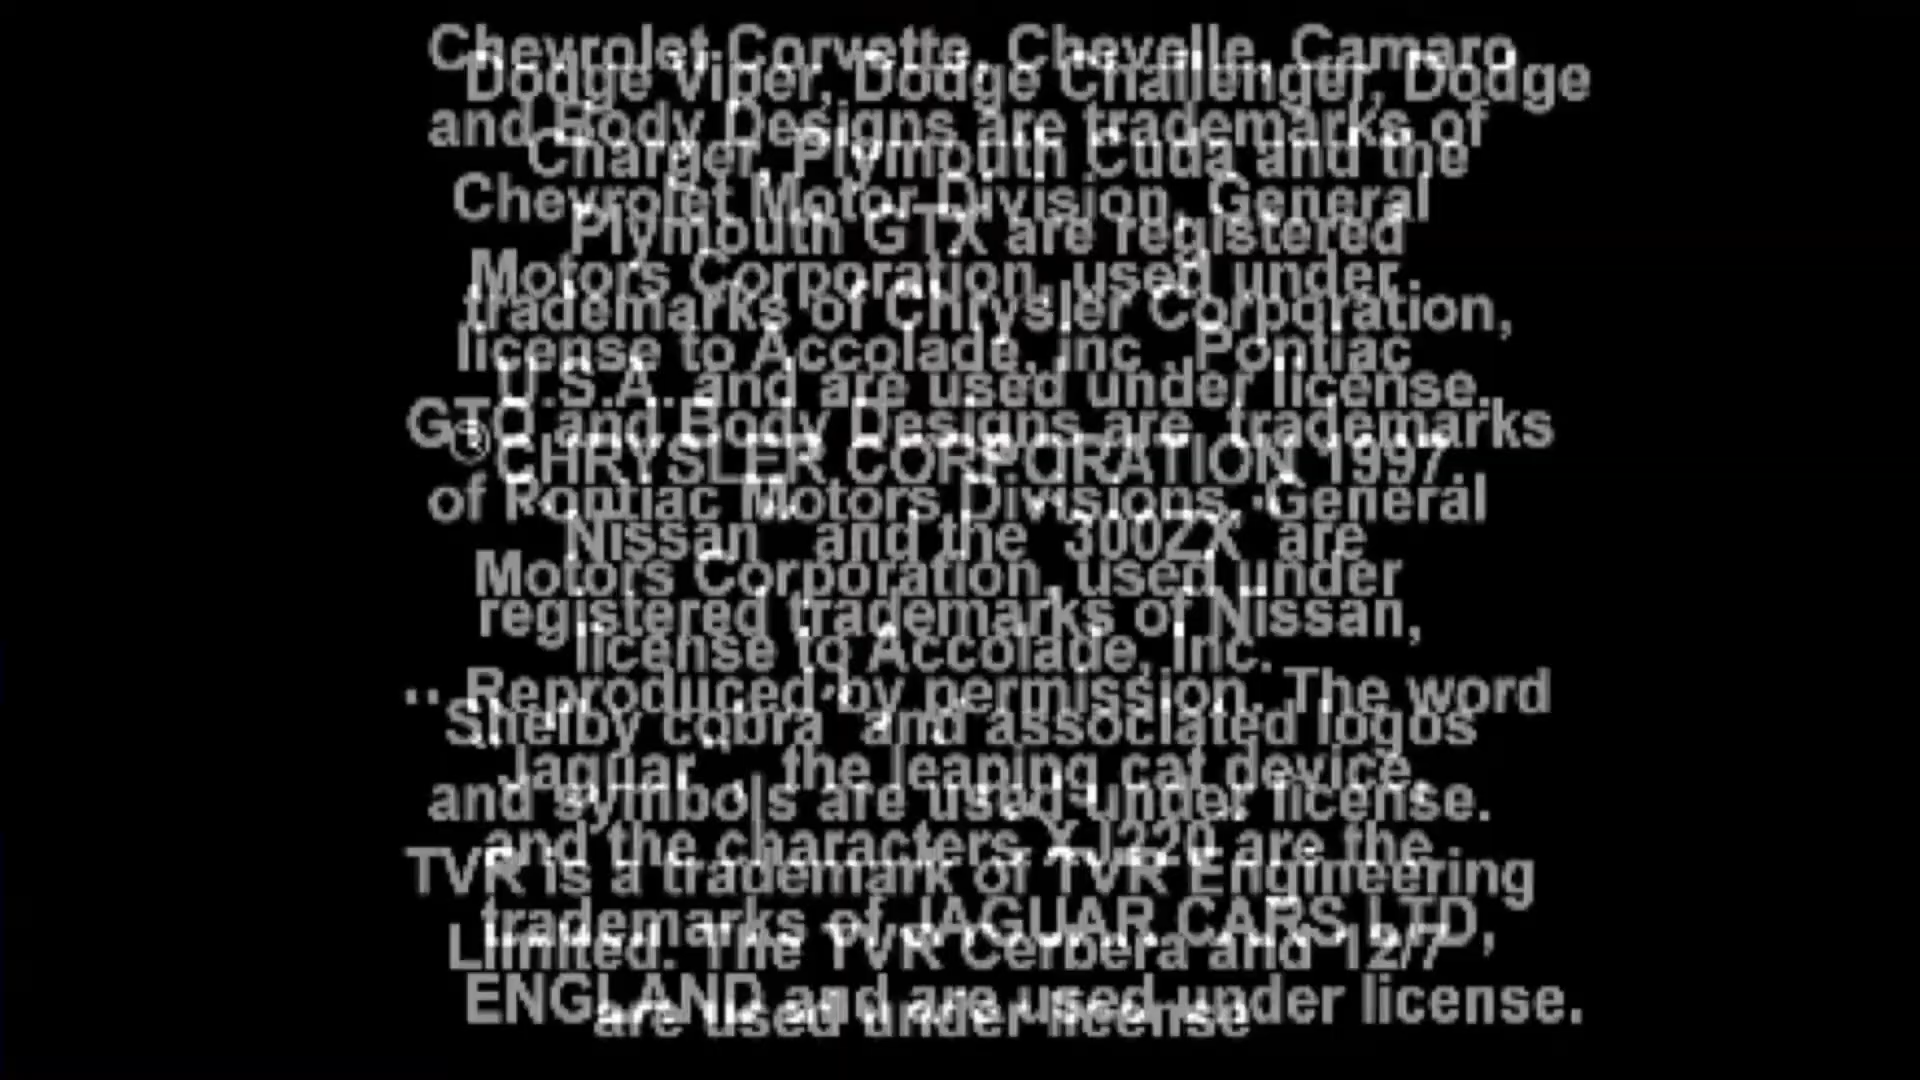 Chevrolet Corvette, Chevelle, Camaro
and Body Designs are trademarks of
Chevrolet Motor Division, General
Motors Corporation, used under
license to Accolade, Inc . Pontiac
GTO and Body Designs are trademarks
of Pontiac Motors Divisions, General
Motors Corporation, used under
license to Accolade, Inc.
Shelby cobra and associated logos
and symbols are used under license.
TVR is a trademark of TVR Engineering
Limited. The TVR Cerbera and 12/7
are used under license
Dodge Viper, Dodge Challenger, Dodge
Charger, Plymouth Cuda and the
Plymouth GTX are registered
trademarks of Chrysler Corporation,
U.S.A. and are used under license.
© CHRYSLER CORPORATION 1997.
Nissan and the 300ZX are
registered trademarks of Nissan,
Reproduced by permission. The word
Jaguar the leaping cat device,
and the characters XJ220 are the
trademarks of JAGUAR CARS LTD,
ENGLAND and are used under license.